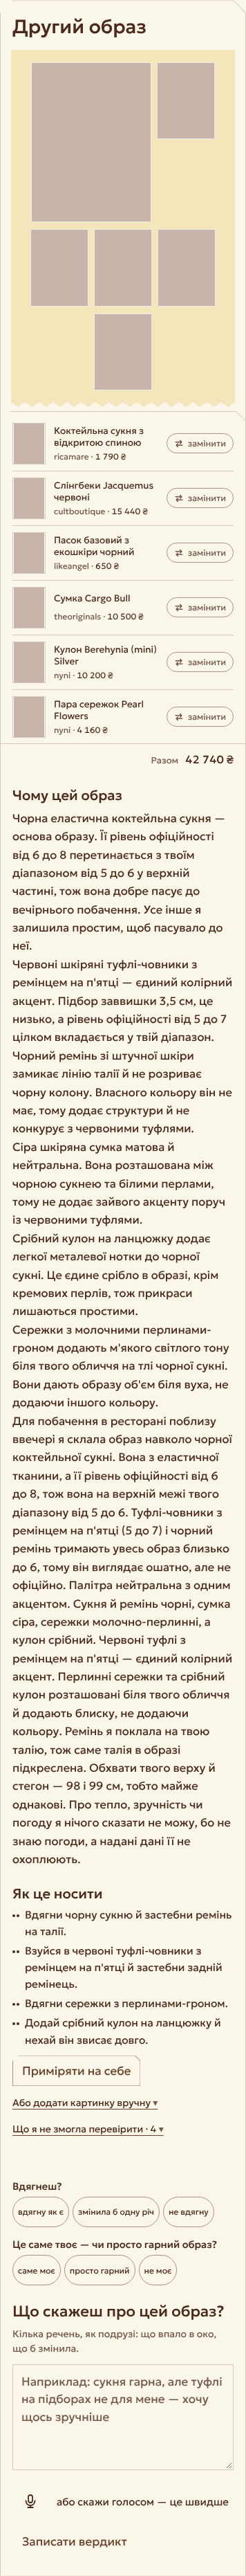 Другий образ
Коктейльна сукня з
відкритою спиною
ricamare · 1 790 ₴
замінити
Слінгбеки Jacquemus
червоні
cultboutique · 15 440 ₴
замінити
Пасок базовий з
екошкіри чорний
likeangel · 650 ₴
замінити
Сумка Cargo Bull
theoriginals · 10 500 ₴
замінити
Кулон Berehynia (mini)
Silver
nyni · 10 200 ₴
замінити
Пара сережок Pearl
Flowers
nyni · 4 160 ₴
замінити
Разом 42 740 ₴
Чому цей образ
Чорна еластична коктейльна сукня —
основа образу. Її рівень офіційності
від 6 до 8 перетинається з твоїм
діапазоном від 5 до 6 у верхній
частині, тож вона добре пасує до
вечірнього побачення. Усе інше я
залишила простим, щоб пасувало до
неї.
Червоні шкіряні туфлі-човники з
ремінцем на п'ятці — єдиний колірний
акцент. Підбор заввишки 3,5 см, це
низько, а рівень офіційності від 5 до 7
цілком вкладається у твій діапазон.
Чорний ремінь зі штучної шкіри
замикає лінію талії й не розриває
чорну колону. Власного кольору він не
має, тому додає структури й не
конкурує з червоними туфлями.
Сіра шкіряна сумка матова й
нейтральна. Вона розташована між
чорною сукнею та білими перлами,
тому не додає зайвого акценту поруч
із червоними туфлями.
Срібний кулон на ланцюжку додає
легкої металевої нотки до чорної
сукні. Це єдине срібло в образі, крім
кремових перлів, тож прикраси
лишаються простими.
Сережки з молочними перлинами-
гроном додають м'якого світлого тону
біля твого обличчя на тлі чорної сукні.
Вони дають образу об'єм біля вуха, не
додаючи іншого кольору.
Для побачення в ресторані поблизу
ввечері я склала образ навколо чорної
коктейльної сукні. Вона з еластичної
тканини, а її рівень офіційності від 6
до 8, тож вона на верхній межі твого
діапазону від 5 до 6. Туфлі-човники з
ремінцем на п'ятці (5 до 7) і чорний
ремінь тримають увесь образ близько
до 6, тому він виглядає ошатно, але не
офіційно. Палітра нейтральна з одним
акцентом. Сукня й ремінь чорні, сумка
сіра, сережки молочно-перлинні, а
кулон срібний. Червоні туфлі з
ремінцем на п'ятці — єдиний колірний
акцент. Перлинні сережки та срібний
кулон розташовані біля твого обличчя
й додають блиску, не додаючи
кольору. Ремінь я поклала на твою
талію, тож саме талія в образі
підкреслена. Обхвати твого верху й
стегон — 98 і 99 см, тобто майже
однакові. Про тепло, зручність чи
погоду я нічого сказати не можу, бо не
знаю погоди, а надані дані її не
охоплюють.
Як це носити
•• Вдягни чорну сукню й застебни ремінь
на талії.
•• Взуйся в червоні туфлі-човники з
ремінцем на п'ятці й застебни задній
ремінець.
•• Вдягни сережки з перлинами-гроном.
•• Додай срібний кулон на ланцюжку й
нехай він звисає довго.
Приміряти на себе
Або додати картинку вручну ▾
Що я не змогла перевірити · 4 ▾
Вдягнеш?
вдягну як є
змінила б одну річ
не вдягну
Це саме твоє — чи просто гарний образ?
саме моє
просто гарний
не моє
Що скажеш про цей образ?
Кілька речень, як подрузі: що впало в око,
що б змінила.
Наприклад: сукня гарна, але туфлі
на підборах не для мене — хочу
щось зручніше
або скажи голосом — це швидше
Записати вердикт